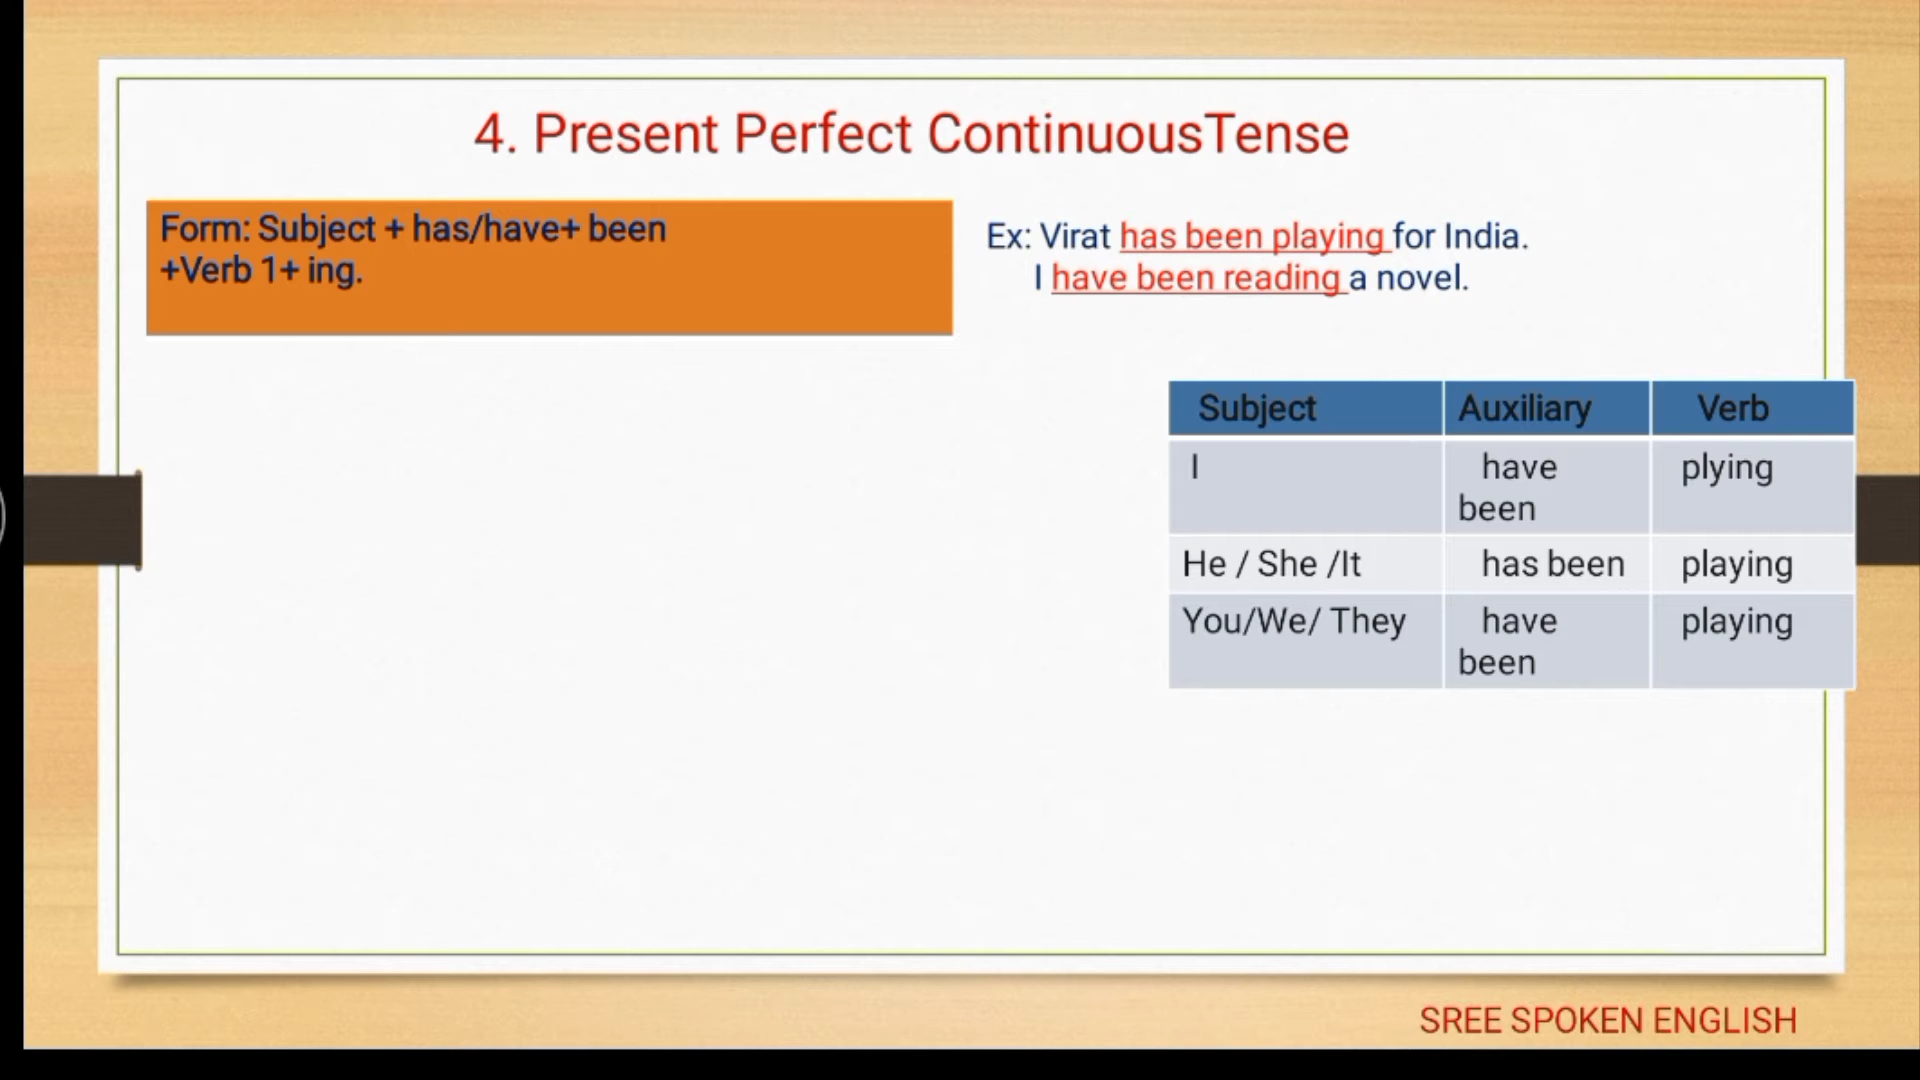 4. Present Perfect ContinuousTense
Form: Subject + has/have+ been
+Verb 1+ ing.
Ex: Virat has been playing for India.
I have been reading a novel.
Subject Auxiliary Verb
I have been plying
He / She /It has been playing
You/We/ They have been playing
SREE SPOKEN ENGLISH